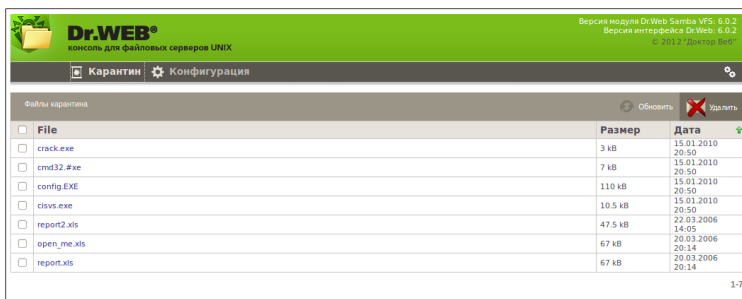 Dr.WEB®
консоль для файловых серверов UNIX
Версия модуля Dr.Web Samba VFS: 6.0.2
Версия интерфейса Dr.Web: 6.0.2
© 2012 "Доктор Веб"
Карантин Конфигурация
Файлы карантина Обновить Удалить
File Размер Дата
crack.exe 3 kB 15.01.2010 20:50
cmd32.#xe 7 kB 15.01.2010 20:50
config.EXE 110 kB 15.01.2010 20:50
cisvs.exe 10.5 kB 15.01.2010 20:50
report2.xls 47.5 kB 22.03.2006 14:05
open_me.xls 67 kB 20.03.2006 20:14
report.xls 67 kB 20.03.2006 20:14
1-7